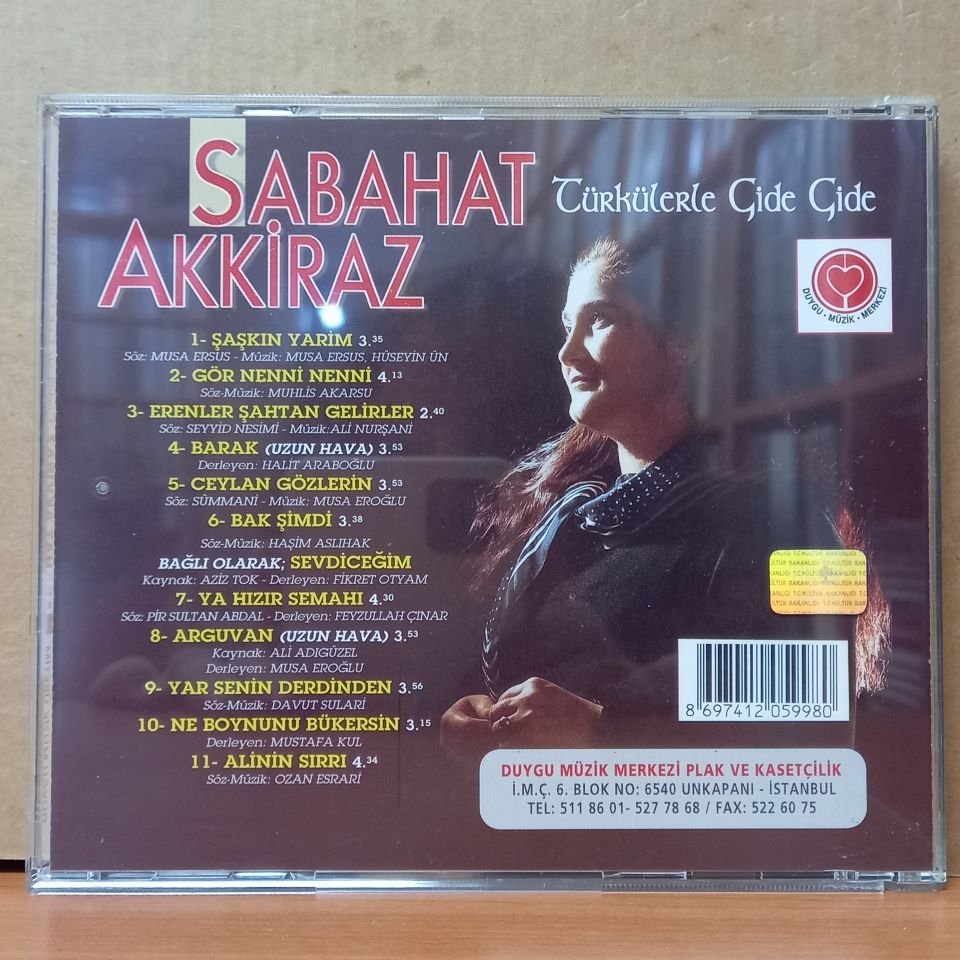 SABAHAT
AKKİRAZ
Türkülerle Gide Gide
DUYGU • MÜZİK • MERKEZİ
1- ŞAŞKIN YARİM 3.35
Söz: MUSA ERSUS - Müzik: MUSA ERSUS, HÜSEYİN ÜN
2- GÖR NENNİ NENNİ 4.13
Söz-Müzik: MUHLİS AKARSU
3- ERENLER ŞAHTAN GELİRLER 2.40
Söz: SEYYİD NESİMİ - Müzik:ALİ NURŞANİ
4- BARAK (UZUN HAVA) 3.53
Derleyen: HALİT ARABOĞLU
5- CEYLAN GÖZLERİN 3.53
Söz: SÜMMANİ - Müzik: MUSA EROĞLU
6- BAK ŞİMDİ 3.38
Söz-Müzik: HAŞİM ASLIHAK
BAĞLI OLARAK; SEVDİCEĞİM
Kaynak: AZİZ TOK - Derleyen: FİKRET OTYAM
7- YA HIZIR SEMAHI 4.30
Söz: PİR SULTAN ABDAL - Derleyen: FEYZULLAH ÇINAR
8- ARGUVAN (UZUN HAVA) 3.53
Kaynak: ALİ ADIGÜZEL
Derleyen: MUSA EROĞLU
9- YAR SENİN DERDİNDEN 3.56
Söz-Müzik: DAVUT SULARİ
10- NE BOYNUNU BÜKERSİN 3.15
Derleyen: MUSTAFA KUL
11- ALİNİN SIRRI 4.34
Söz-Müzik: OZAN ESRARİ
T.C.KÜLTÜR BAKANLIĞI
8 697412 059980
DUYGU MÜZİK MERKEZİ PLAK VE KASETÇİLİK
İ.M.Ç. 6. BLOK NO: 6540 UNKAPANI - İSTANBUL
TEL: 511 86 01- 527 78 68 / FAX: 522 60 75